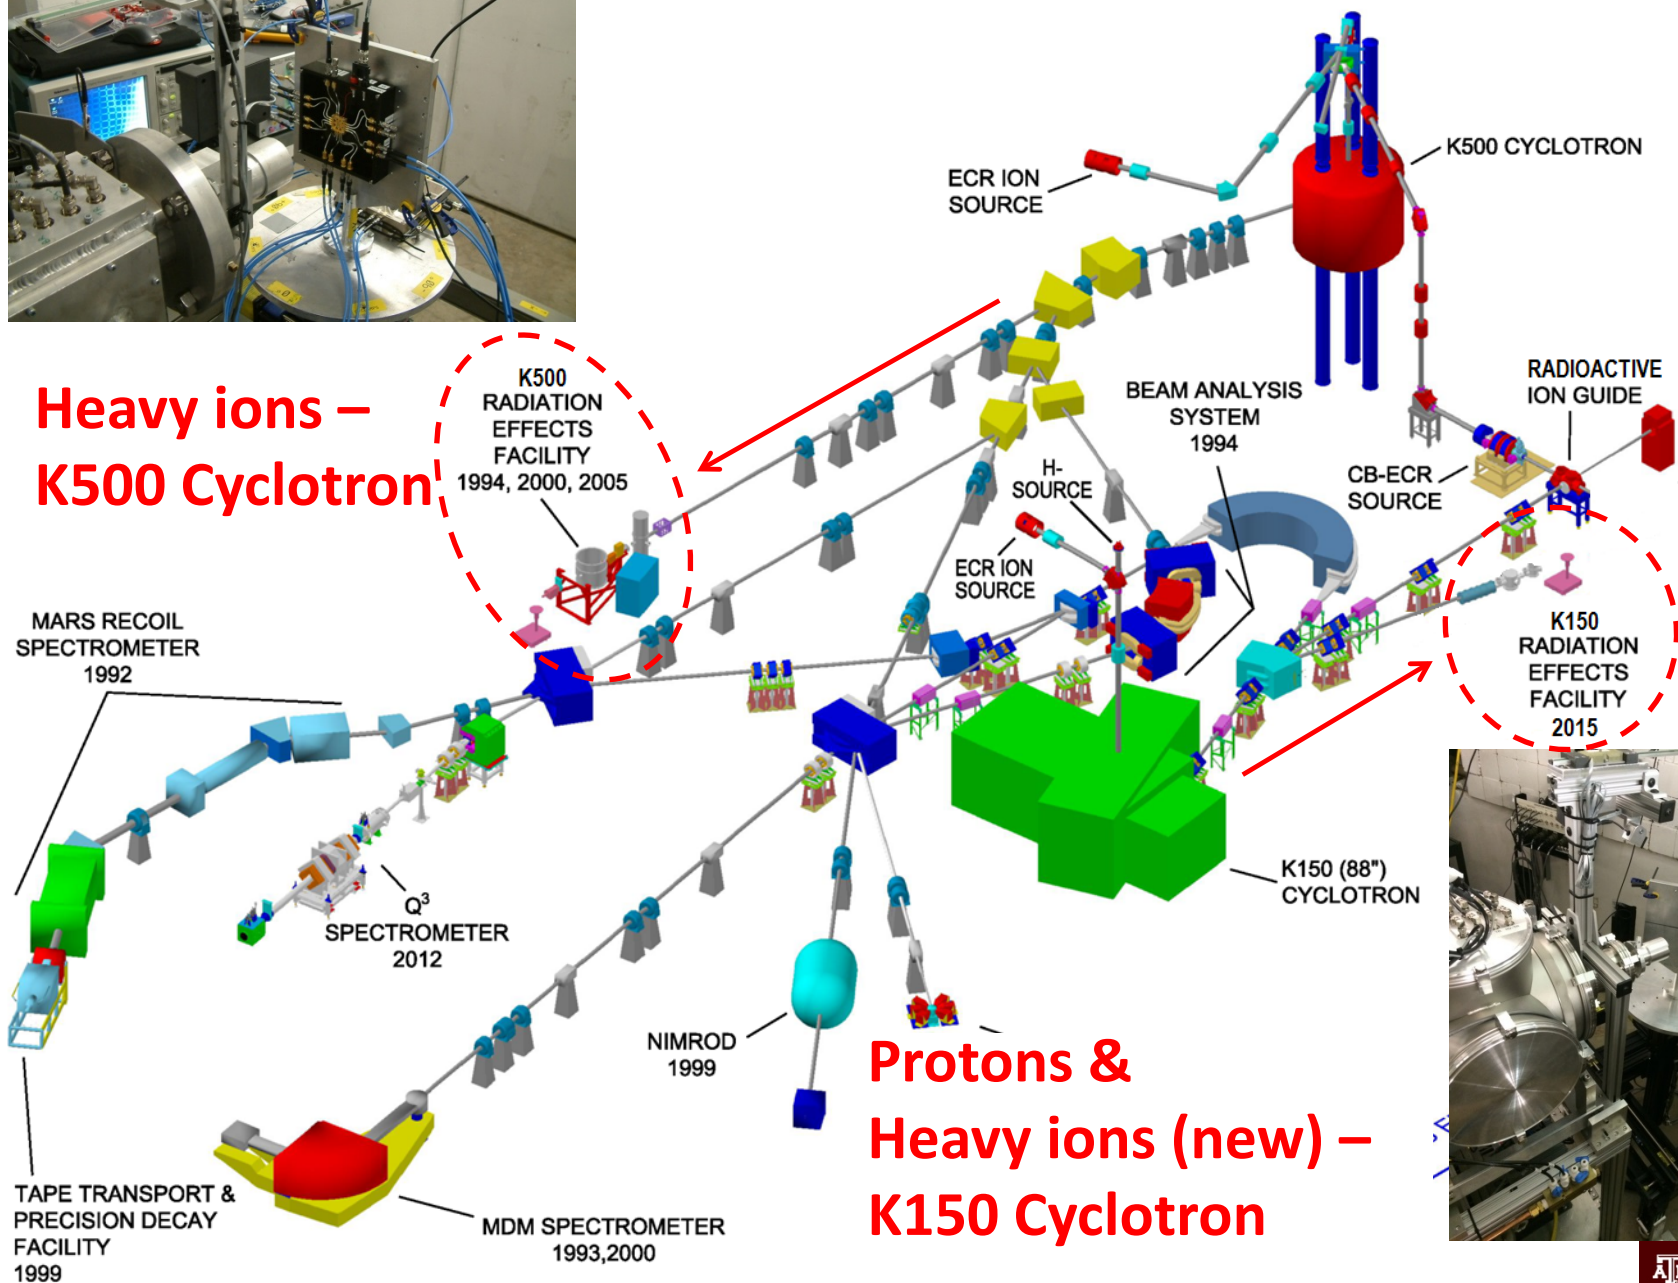 K500 CYCLOTRON
ECR ION
SOURCE
RADIOACTIVE
ION GUIDE
K500
RADIATION
EFFECTS
FACILITY
1994, 2000, 2005
Heavy ions –
K500 Cyclotron
BEAM ANALYSIS
SYSTEM
1994
H-
SOURCE
CB-ECR
SOURCE
ECR ION
SOURCE
MARS RECOIL
SPECTROMETER
1992
K150
RADIATION
EFFECTS
FACILITY
2015
K150 (88")
CYCLOTRON
Q³
SPECTROMETER
2012
NIMROD
1999
Protons &
Heavy ions (new) –
K150 Cyclotron
TAPE TRANSPORT &
PRECISION DECAY
FACILITY
1999
MDM SPECTROMETER
1993,2000